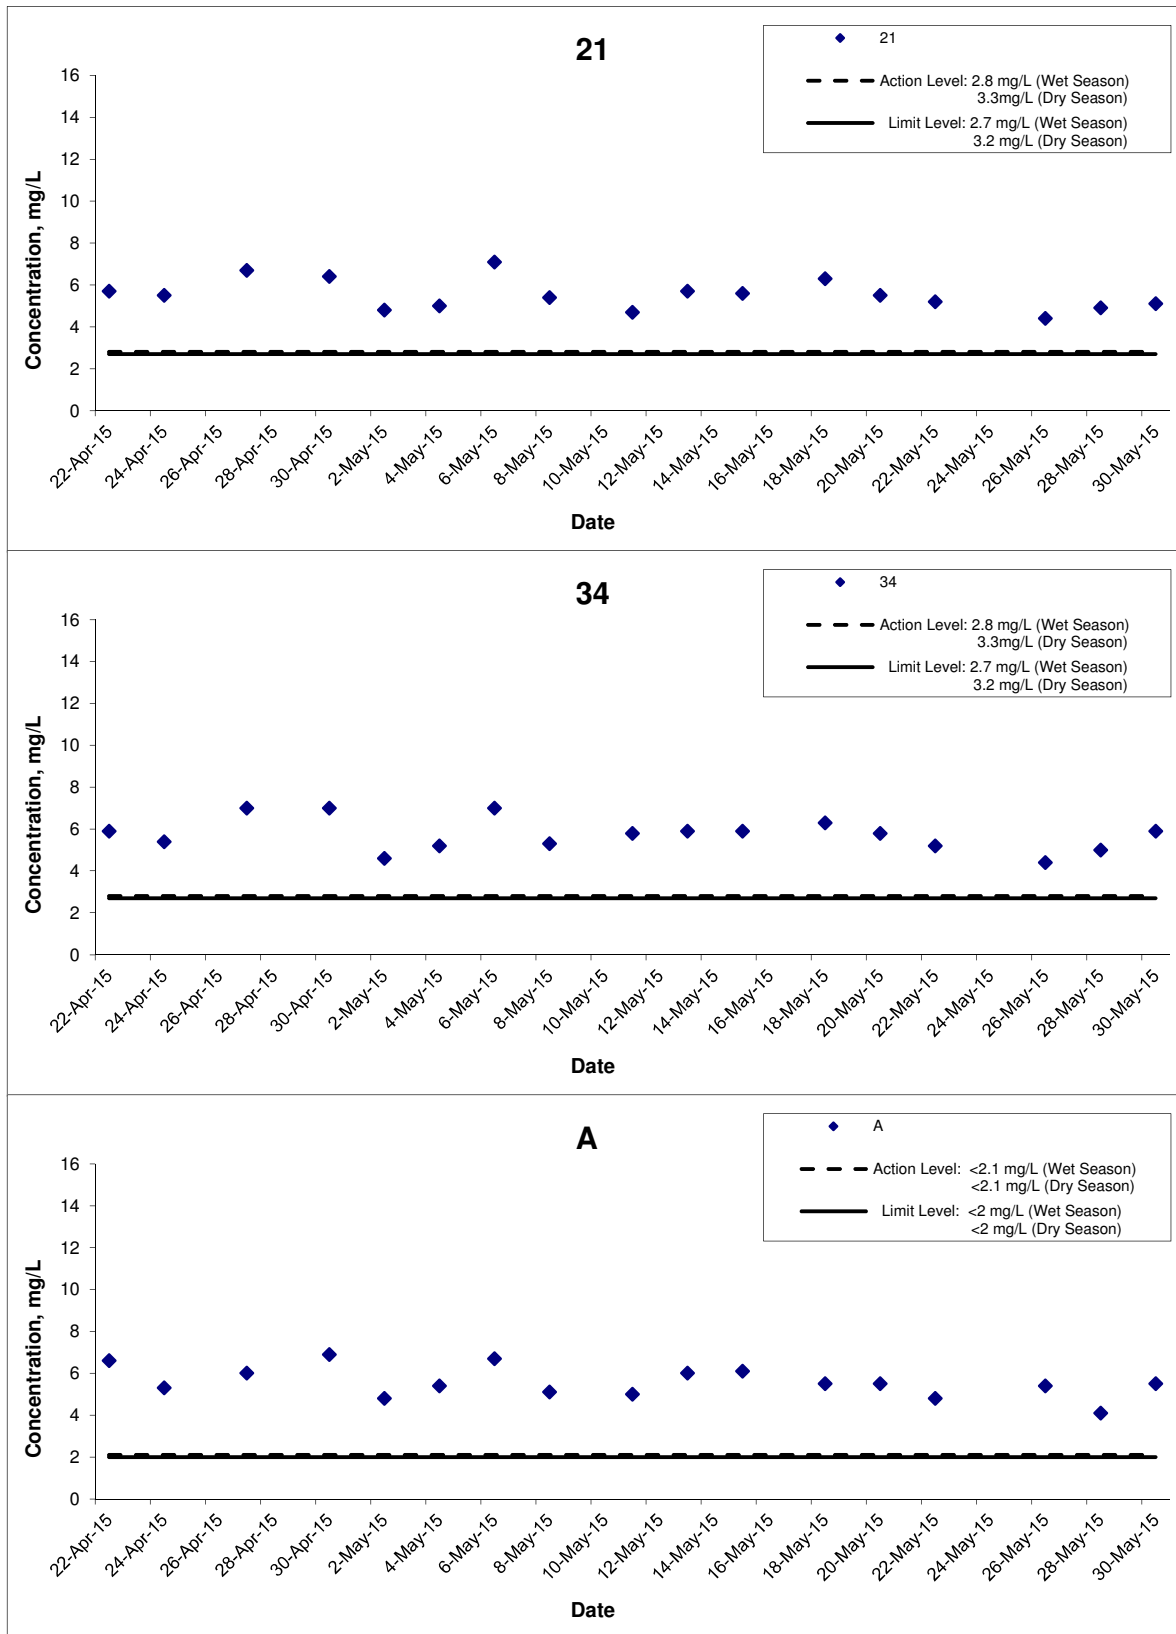 21
21
Action Level: 2.8 mg/L (Wet Season)
3.3mg/L (Dry Season)
Limit Level: 2.7 mg/L (Wet Season)
3.2 mg/L (Dry Season)
Concentration, mg/L
16
14
12
10
8
6
4
2
0
22-Apr-15
24-Apr-15
26-Apr-15
28-Apr-15
30-Apr-15
2-May-15
4-May-15
6-May-15
8-May-15
10-May-15
12-May-15
14-May-15
16-May-15
18-May-15
20-May-15
22-May-15
24-May-15
26-May-15
28-May-15
30-May-15
Date
34
34
Action Level: 2.8 mg/L (Wet Season)
3.3mg/L (Dry Season)
Limit Level: 2.7 mg/L (Wet Season)
3.2 mg/L (Dry Season)
Concentration, mg/L
16
14
12
10
8
6
4
2
0
22-Apr-15
24-Apr-15
26-Apr-15
28-Apr-15
30-Apr-15
2-May-15
4-May-15
6-May-15
8-May-15
10-May-15
12-May-15
14-May-15
16-May-15
18-May-15
20-May-15
22-May-15
24-May-15
26-May-15
28-May-15
30-May-15
Date
A
A
Action Level: <2.1 mg/L (Wet Season)
<2.1 mg/L (Dry Season)
Limit Level: <2 mg/L (Wet Season)
<2 mg/L (Dry Season)
Concentration, mg/L
16
14
12
10
8
6
4
2
0
22-Apr-15
24-Apr-15
26-Apr-15
28-Apr-15
30-Apr-15
2-May-15
4-May-15
6-May-15
8-May-15
10-May-15
12-May-15
14-May-15
16-May-15
18-May-15
20-May-15
22-May-15
24-May-15
26-May-15
28-May-15
30-May-15
Date